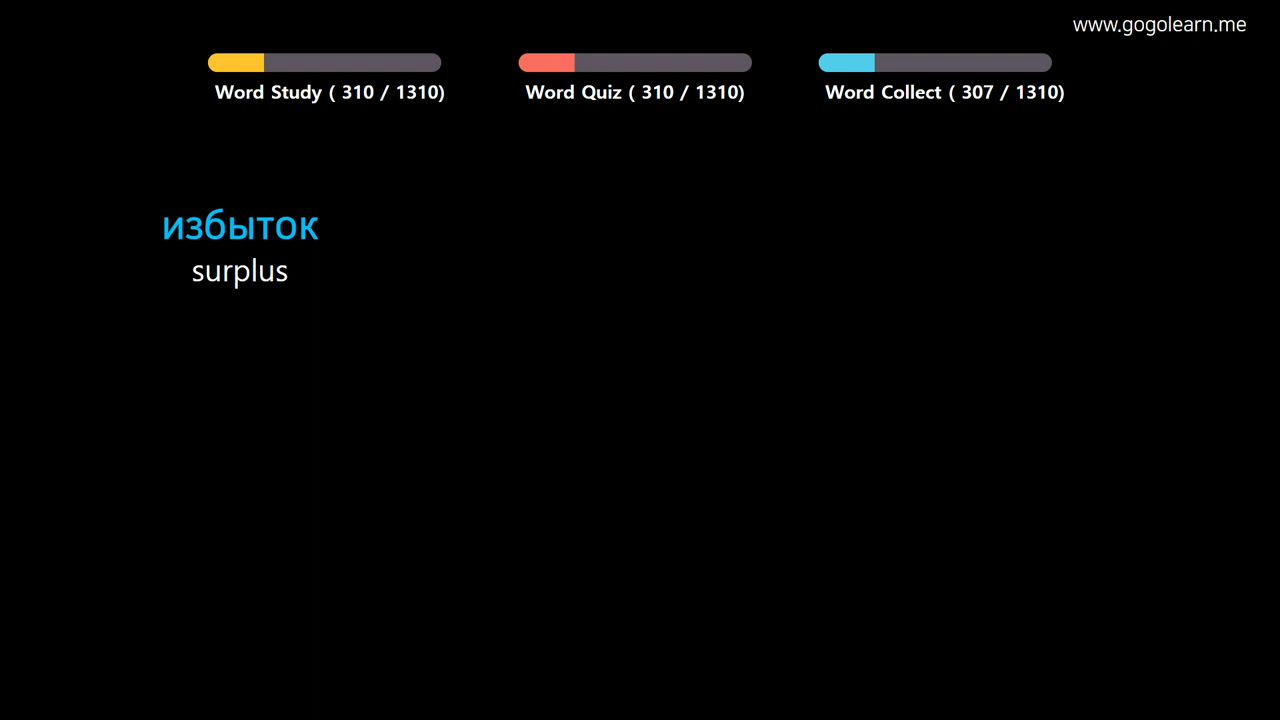 www.gogolearn.me
Word Study ( 310 / 1310)
Word Quiz ( 310 / 1310)
Word Collect ( 307 / 1310)
избыток
surplus